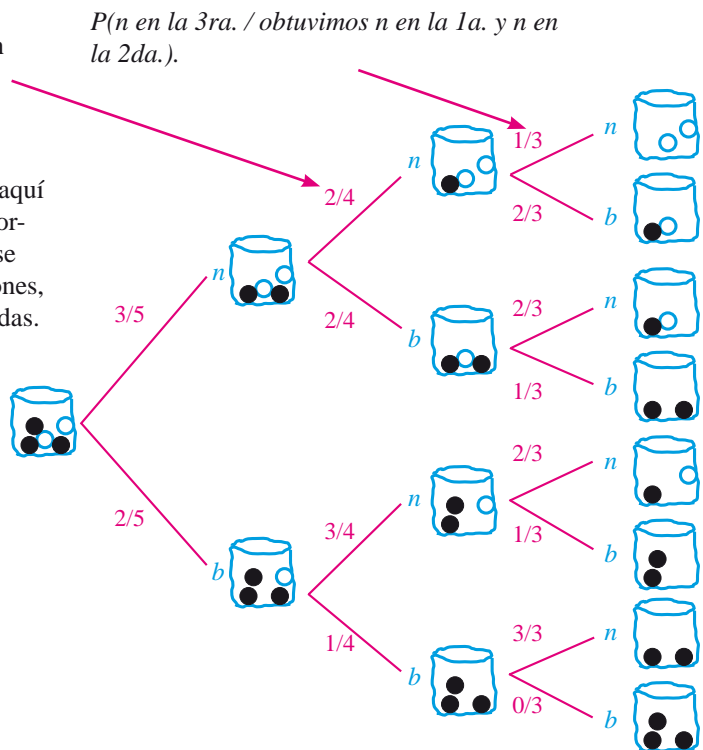 P(n en la 3ra. / obtuvimos n en la 1a. y n en
la 2da.).
n
aquí
or-
se
ones,
das.
3/5
2/5
n
b
2/4
2/4
3/4
1/4
n
b
n
b
1/3
2/3
2/3
1/3
2/3
1/3
3/3
0/3
n
b
n
b
n
b
n
b